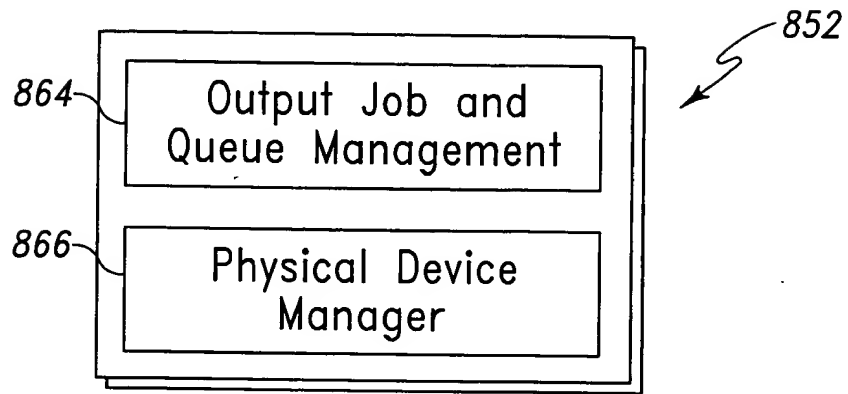 852
864
Output Job and
Queue Management
866
Physical Device
Manager